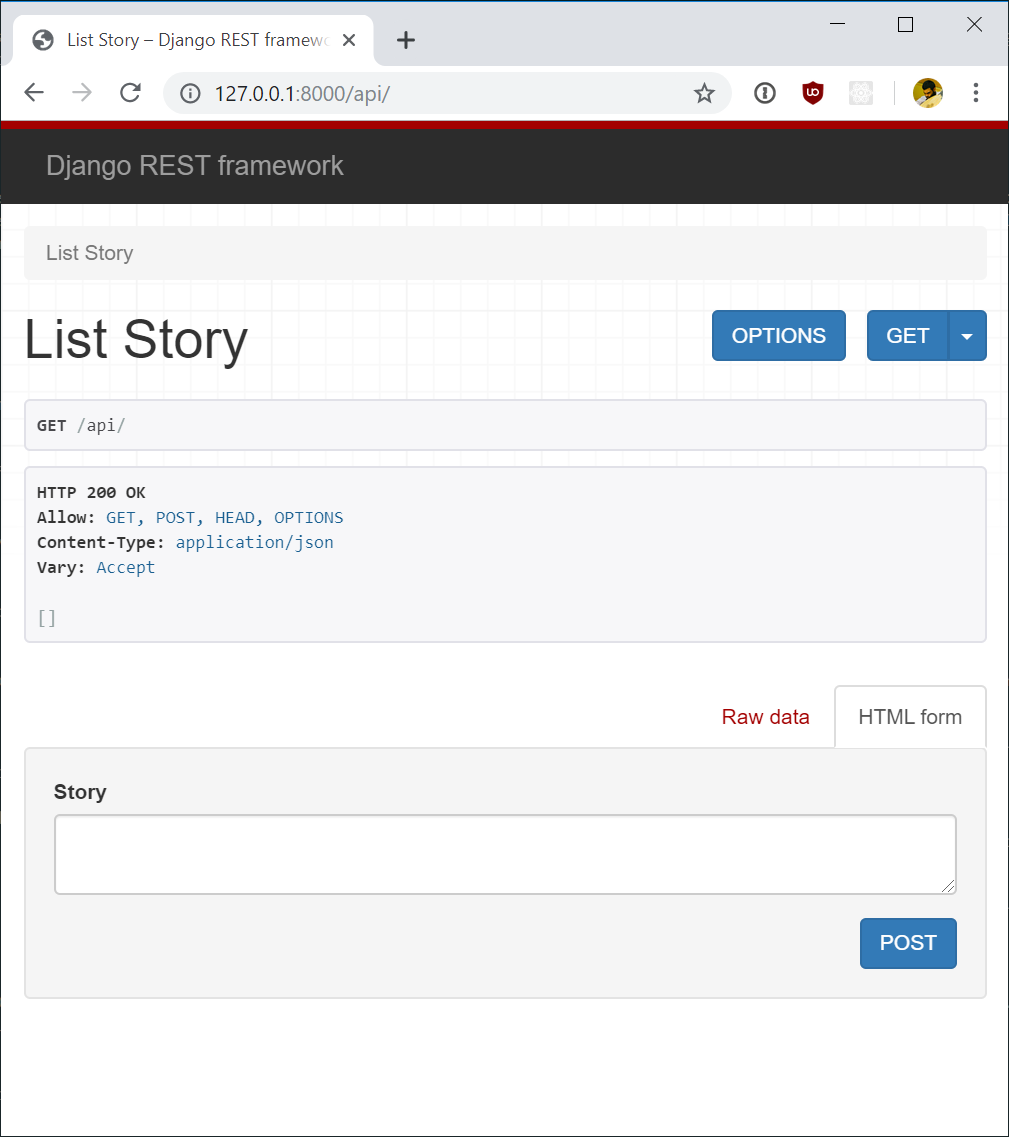 List Story – Django REST framewo
127.0.0.1:8000/api/
Django REST framework
List Story
List Story
OPTIONS
GET
GET /api/
HTTP 200 OK
Allow: GET, POST, HEAD, OPTIONS
Content-Type: application/json
Vary: Accept
[]
Raw data
HTML form
Story
POST